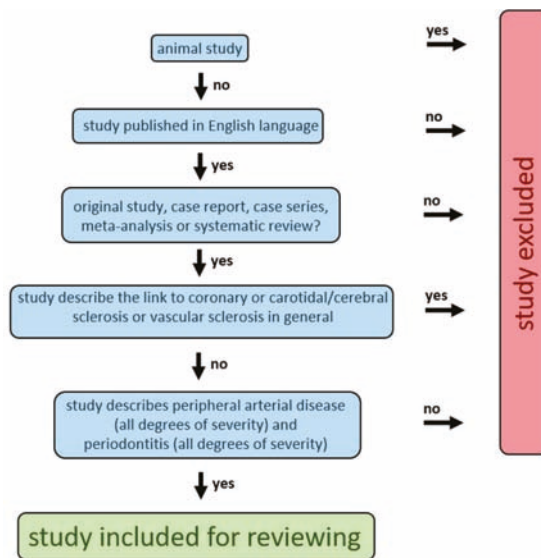 animal study
yes
no
study published in English language
no
yes
original study, case report, case series,
meta-analysis or systematic review?
no
yes
study describe the link to coronary or carotidal/cerebral
sclerosis or vascular sclerosis in general
yes
no
study describes peripheral arterial disease
(all degrees of severity) and
periodontitis (all degrees of severity)
no
yes
study included for reviewing
study excluded